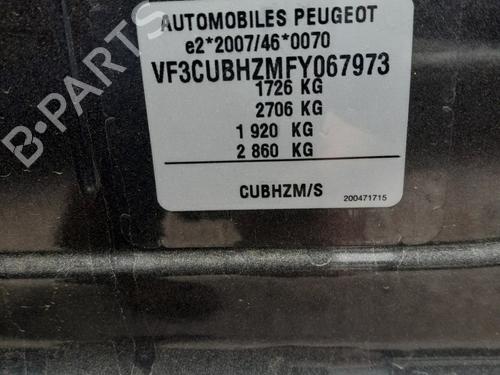 AUTOMOBILES PEUGEOT
e2*2007/46*0070
VF3CUBHZMFY067973
1726 KG
2706 KG
1 920 KG
2 860 KG
CUBHZM/S
200471715